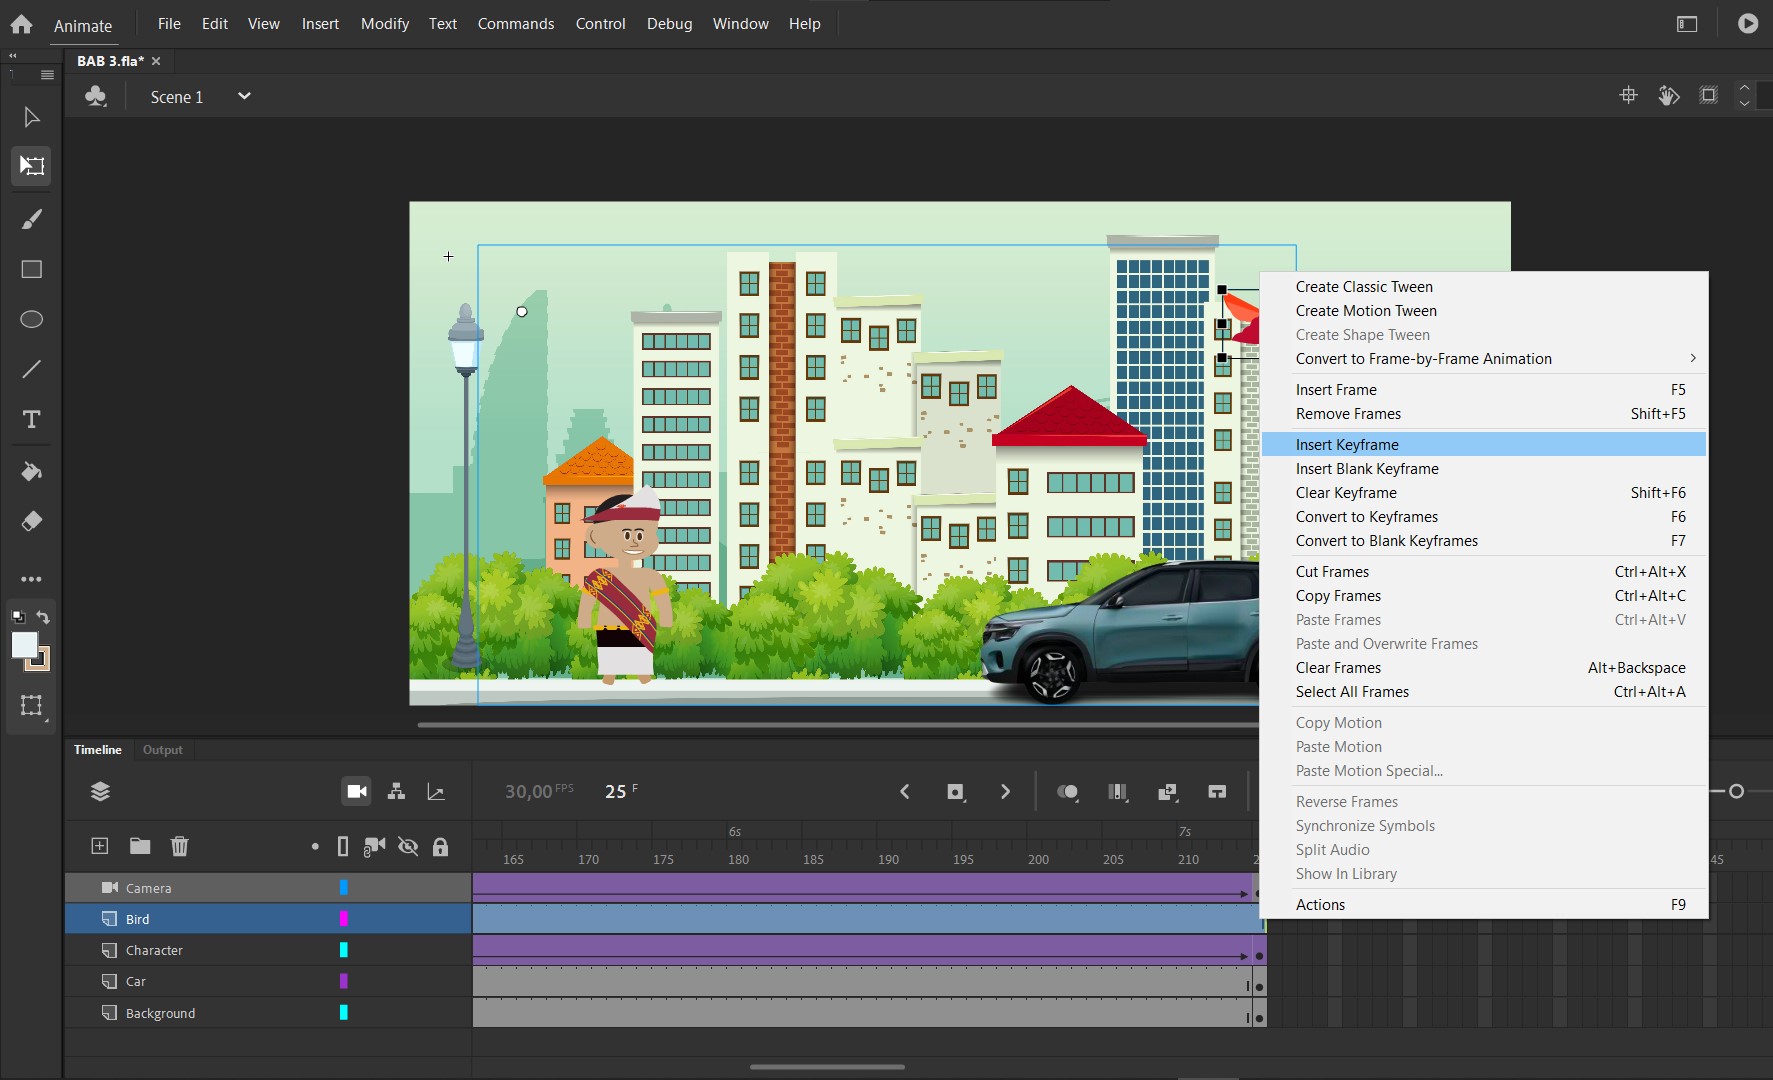 Animate File Edit View Insert Modify Text Commands Control Debug Window Help
BAB 3.fla*
Scene 1
Create Classic Tween
Create Motion Tween
Create Shape Tween
Convert to Frame-by-Frame Animation
Insert Frame F5
Remove Frames Shift+F5
Insert Keyframe
Insert Blank Keyframe
Clear Keyframe Shift+F6
Convert to Keyframes F6
Convert to Blank Keyframes F7
Cut Frames Ctrl+Alt+X
Copy Frames Ctrl+Alt+C
Paste Frames Ctrl+Alt+V
Paste and Overwrite Frames
Clear Frames Alt+Backspace
Select All Frames Ctrl+Alt+A
Copy Motion
Paste Motion
Paste Motion Special...
Reverse Frames
Synchronize Symbols
Split Audio
Show In Library
Actions F9
Timeline Output
30,00 FPS 25 F
6s 7s
165 170 175 180 185 190 195 200 205 210
Camera
Bird
Character
Car
Background